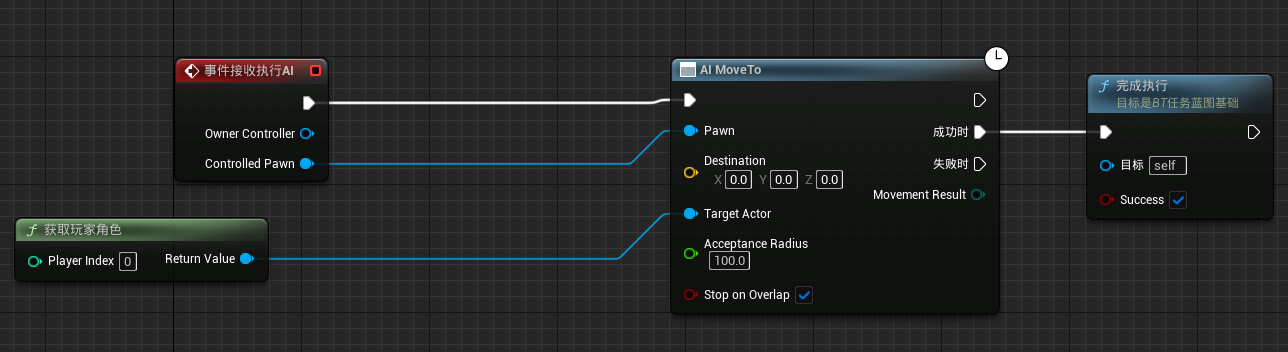 事件接收执行AI
Owner Controller
Controlled Pawn
获取玩家角色
Player Index 0
Return Value
AI MoveTo
Pawn
成功时
Destination
X 0.0 Y 0.0 Z 0.0
失败时
Movement Result
Target Actor
Acceptance Radius
100.0
Stop on Overlap
完成执行
目标是BT任务蓝图基础
目标 self
Success